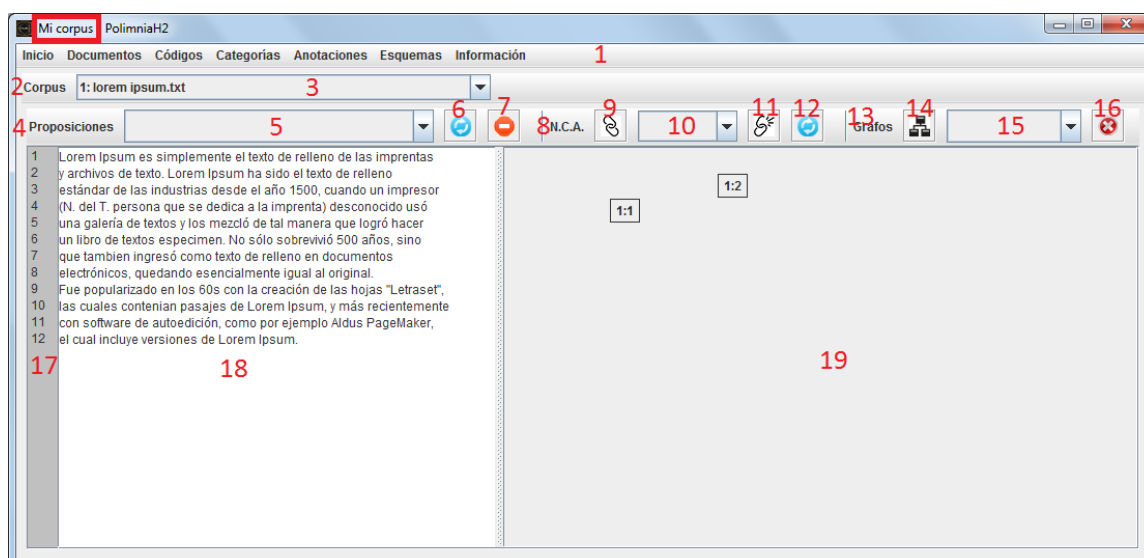 Mi corpus PolimniaH2
Inicio Documentos Códigos Categorías Anotaciones Esquemas Información 1
2 Corpus 1: lorem ipsum.txt 3
4 Proposiciones 5 6 7 8 N.C.A. 9 10 11 12 13 Grafos 14 15 16
1 Lorem Ipsum es simplemente el texto de relleno de las imprentas
2 y archivos de texto. Lorem Ipsum ha sido el texto de relleno
3 estándar de las industrias desde el año 1500, cuando un impresor
4 (N. del T. persona que se dedica a la imprenta) desconocido usó
5 una galería de textos y los mezcló de tal manera que logró hacer
6 un libro de textos especimen. No sólo sobrevivió 500 años, sino
7 que tambien ingresó como texto de relleno en documentos
8 electrónicos, quedando esencialmente igual al original.
9 Fue popularizado en los 60s con la creación de las hojas "Letraset",
10 las cuales contenian pasajes de Lorem Ipsum, y más recientemente
11 con software de autoedición, como por ejemplo Aldus PageMaker,
12 el cual incluye versiones de Lorem Ipsum.
17 18
1:2
1:1
19